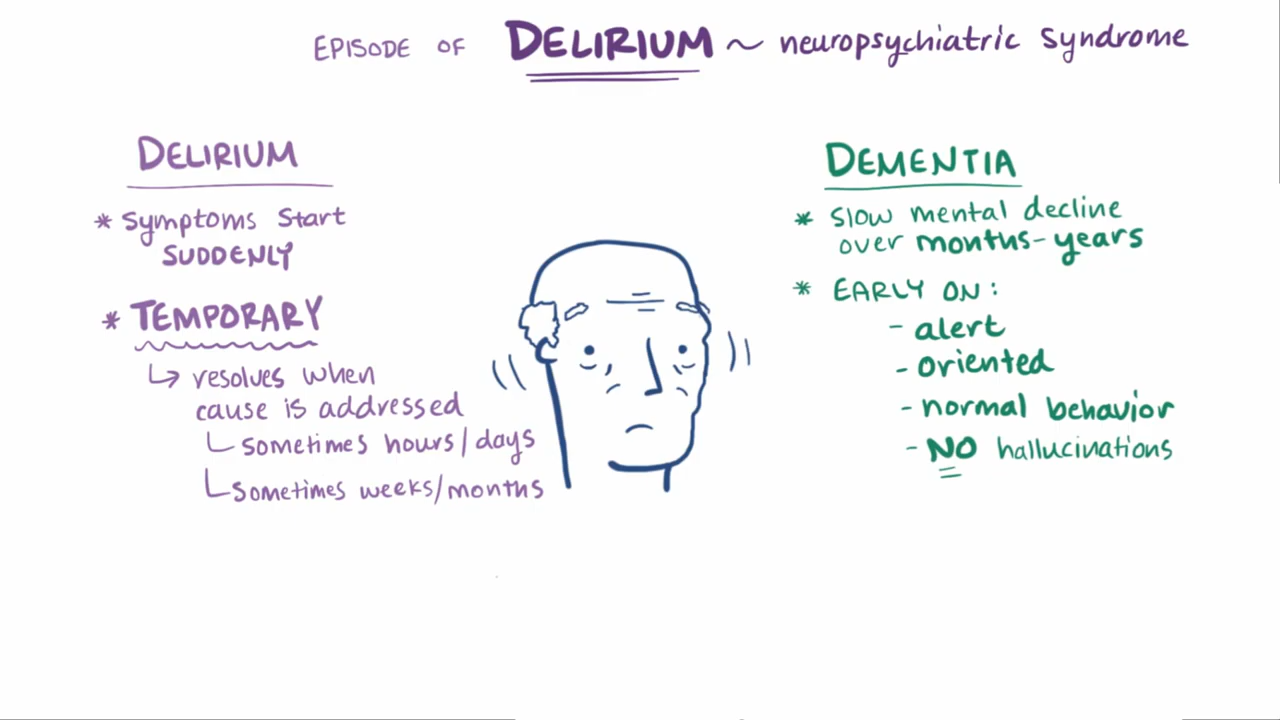 EPISODE OF DELIRIUM ~ neuropsychiatric syndrome
DELIRIUM
* Symptoms Start
SUDDENLY
* TEMPORARY
↳ resolves when
cause is addressed
└ sometimes hours/days
└ sometimes weeks/months
DEMENTIA
* Slow mental decline
over months-years
* EARLY ON:
- alert
- oriented
- normal behavior
- NO hallucinations